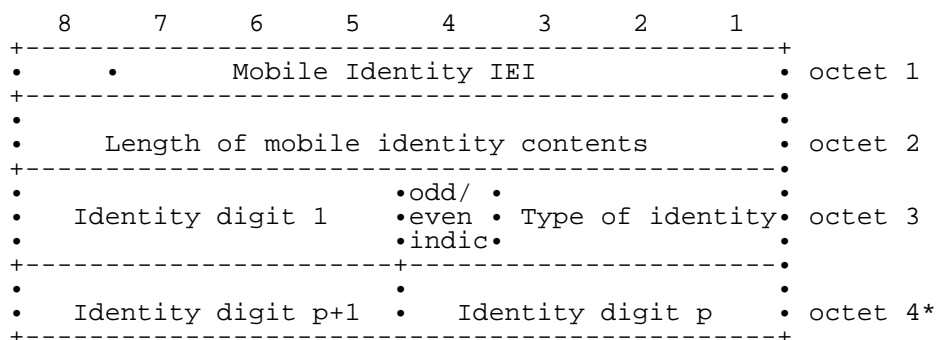 8 7 6 5 4 3 2 1
Mobile Identity IEI octet 1
Length of mobile identity contents octet 2
odd/
Identity digit 1 even Type of identity octet 3
indic
Identity digit p+1 Identity digit p octet 4*